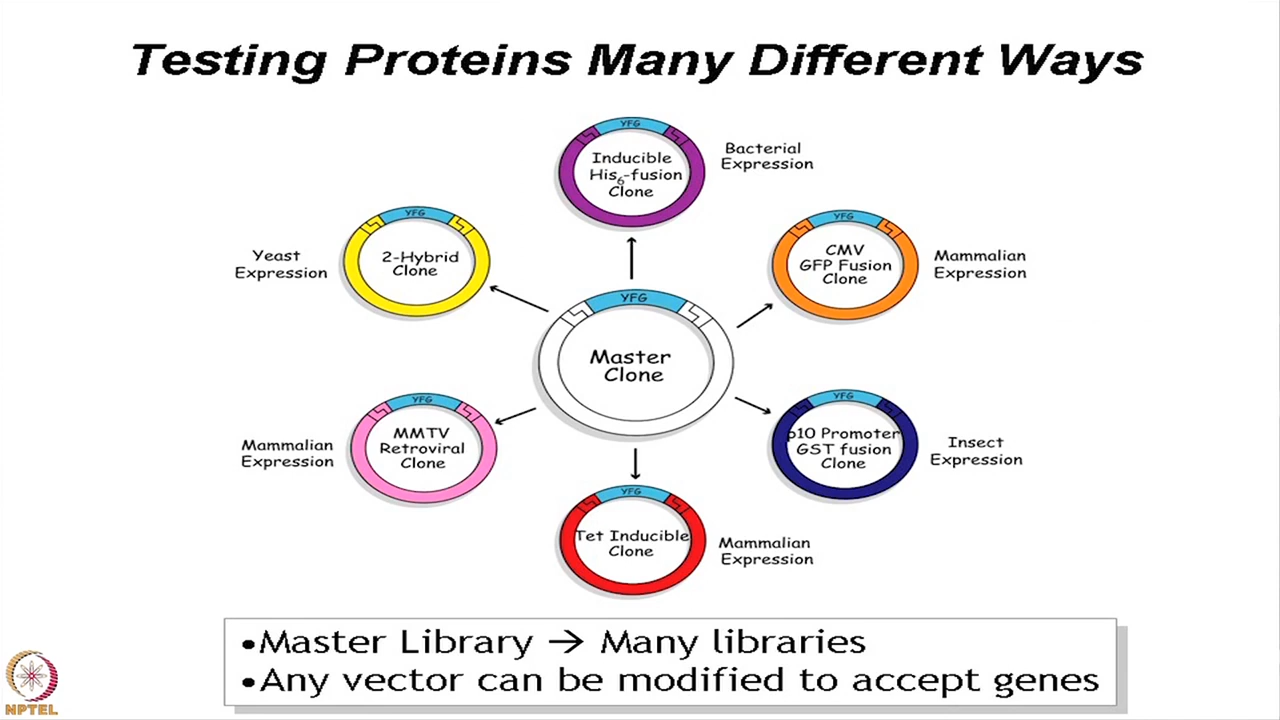 Testing Proteins Many Different Ways
YFG
Inducible
His6-fusion
Clone
Bacterial
Expression
YFG
2-Hybrid
Clone
Yeast
Expression
YFG
CMV
GFP Fusion
Clone
Mammalian
Expression
YFG
Master
Clone
YFG
MMTV
Retroviral
Clone
Mammalian
Expression
YFG
p10 Promoter
GST fusion
Clone
Insect
Expression
YFG
Tet Inducible
Clone
Mammalian
Expression
•Master Library → Many libraries
•Any vector can be modified to accept genes
NPTEL